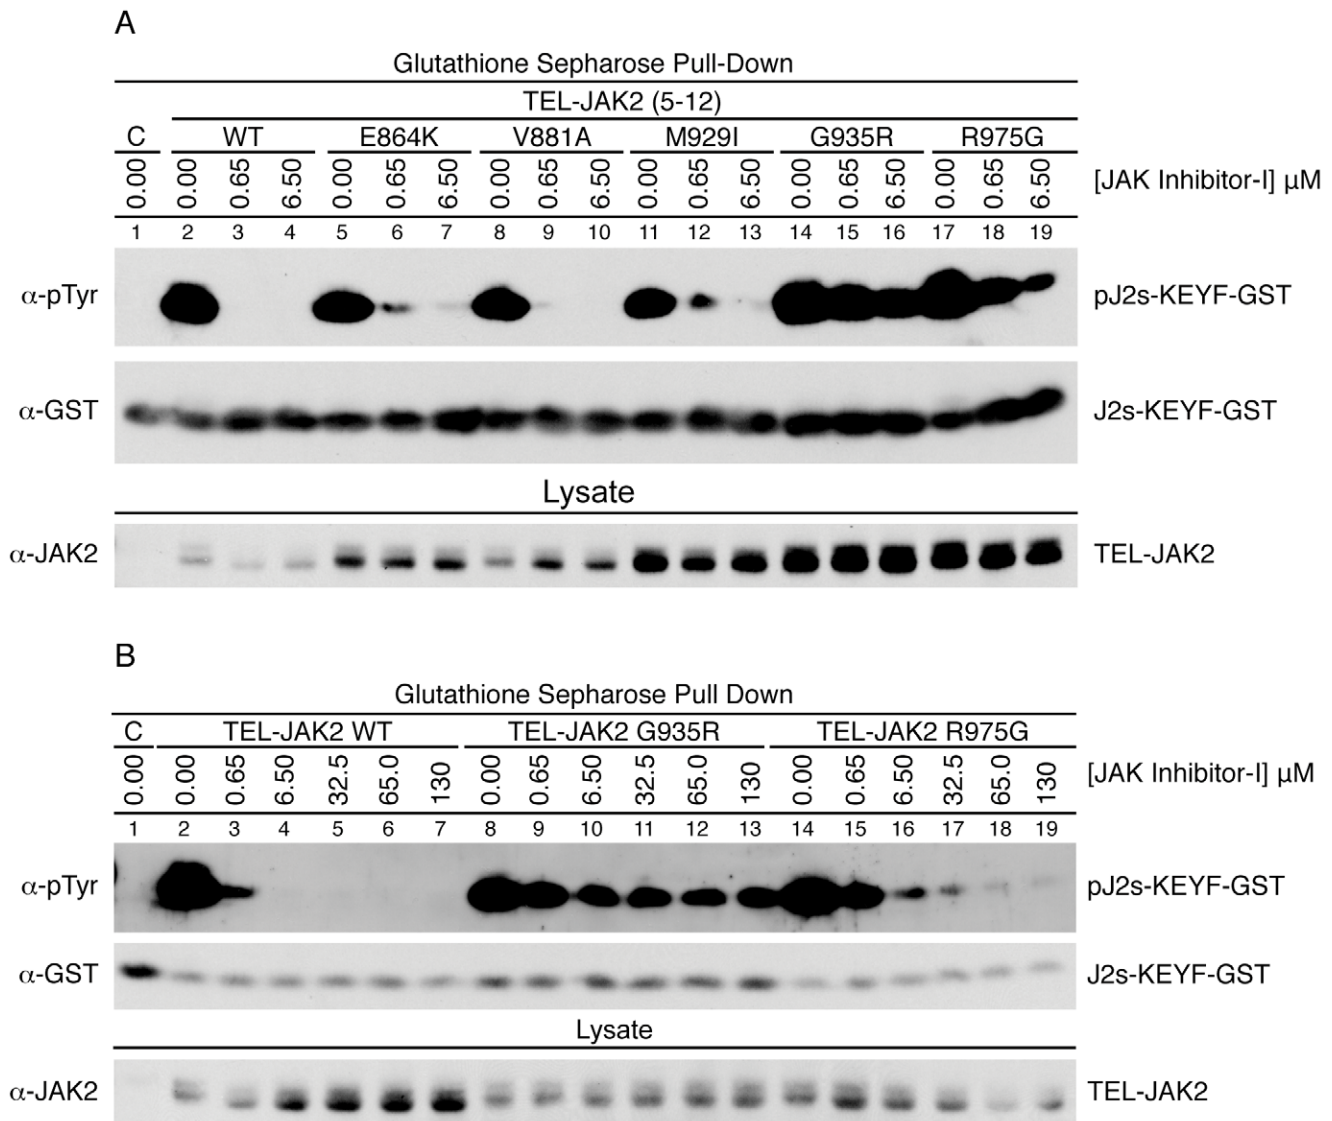 A
Glutathione Sepharose Pull-Down
TEL-JAK2 (5-12)
C WT E864K V881A M929I G935R R975G
0.00 0.00 0.65 6.50 0.00 0.65 6.50 0.00 0.65 6.50 0.00 0.65 6.50 0.00 0.65 6.50 0.00 0.65 6.50 [JAK Inhibitor-I] μM
1 2 3 4 5 6 7 8 9 10 11 12 13 14 15 16 17 18 19
α-pTyr pJ2s-KEYF-GST
α-GST J2s-KEYF-GST
Lysate
α-JAK2 TEL-JAK2
B
Glutathione Sepharose Pull Down
C TEL-JAK2 WT TEL-JAK2 G935R TEL-JAK2 R975G
0.00 0.00 0.65 6.50 32.5 65.0 130 0.00 0.65 6.50 32.5 65.0 130 0.00 0.65 6.50 32.5 65.0 130 [JAK Inhibitor-I] μM
1 2 3 4 5 6 7 8 9 10 11 12 13 14 15 16 17 18 19
α-pTyr pJ2s-KEYF-GST
α-GST J2s-KEYF-GST
Lysate
α-JAK2 TEL-JAK2